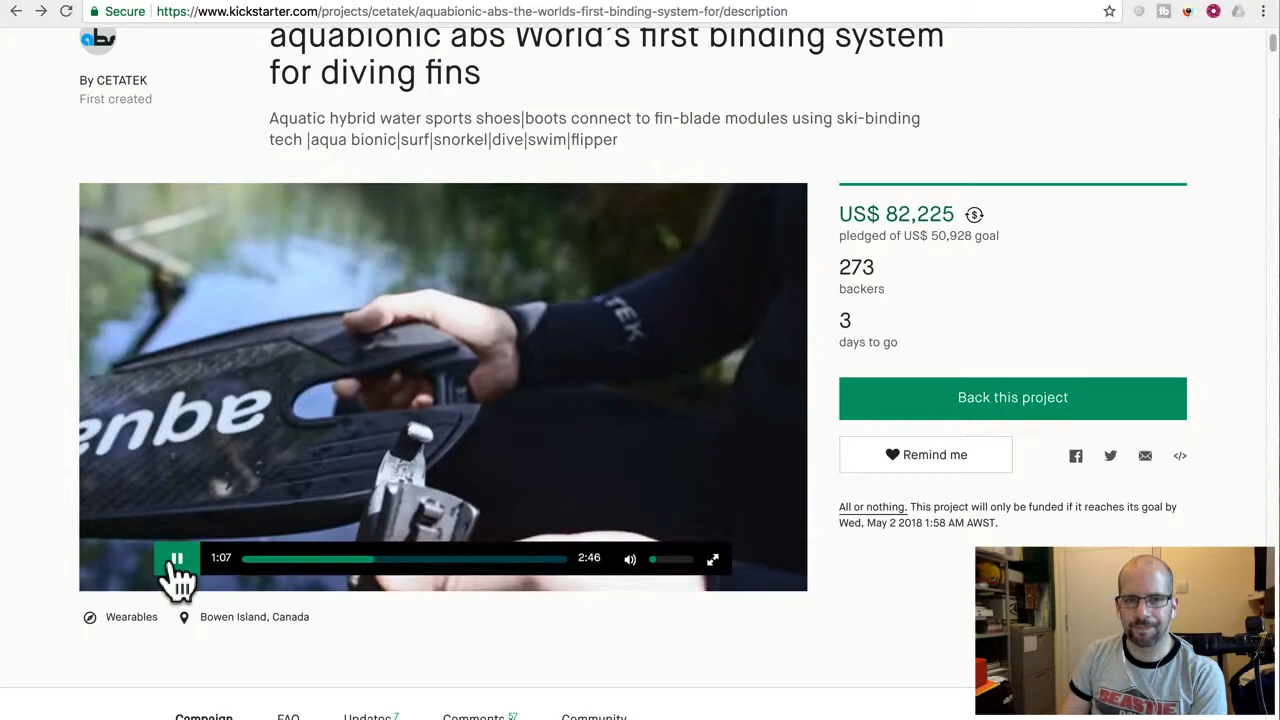 Secure https://www.kickstarter.com/projects/cetatek/aquabionic-abs-the-worlds-first-binding-system-for/description
abs
aquabionic abs World's first binding system
for diving fins
By CETATEK
First created
Aquatic hybrid water sports shoes|boots connect to fin-blade modules using ski-binding
tech |aqua bionic|surf|snorkel|dive|swim|flipper
US$ 82,225
pledged of US$ 50,928 goal
273
backers
3
days to go
Back this project
Remind me
All or nothing. This project will only be funded if it reaches its goal by
Wed, May 2 2018 1:58 AM AWST.
TEK
aque
1:07
2:46
Wearables
Bowen Island, Canada
Campaign
FAQ
Updates 7
Comments 57
Community
BEASTIE